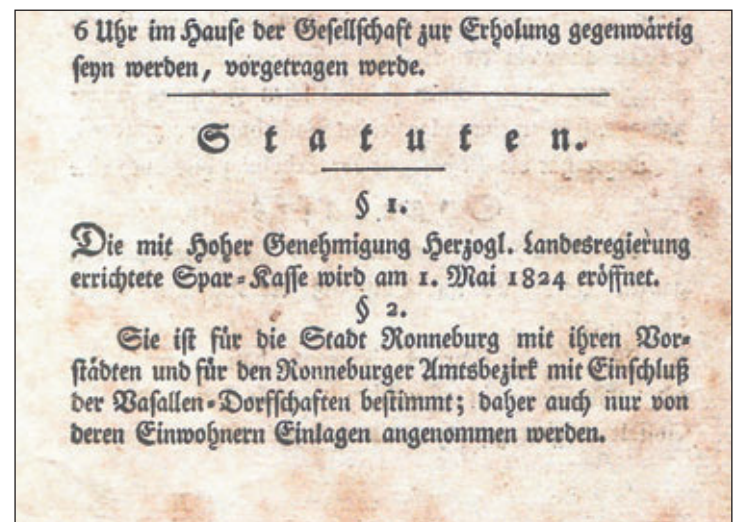 6 Uhr im Hauſe der Geſellſchaft zur Erholung gegenwärtig
ſeyn werden, vorgetragen werde.
Statuten.
§ 1.
Die mit Hoher Genehmigung Herzogl. Landesregierung
errichtete Spar-Kaſſe wird am 1. Mai 1824 eröffnet.
§ 2.
Sie iſt für die Stadt Ronneburg mit ihren Vor-
ſtädten und für den Ronneburger Amtsbezirk mit Einſchluß
der Vaſallen-Dorfſchaften beſtimmt; daher auch nur von
deren Einwohnern Einlagen angenommen werden.